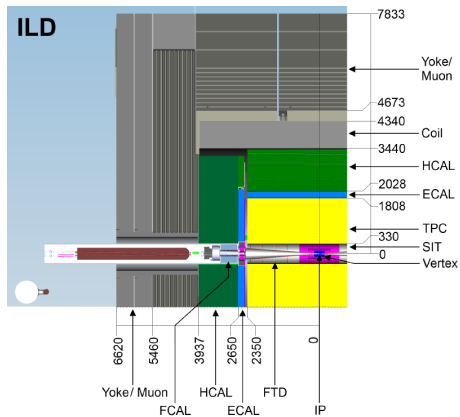 ILD
7833
Yoke/
Muon
4673
4340
Coil
3440
HCAL
2028
ECAL
1808
TPC
330
SIT
0
Vertex
6620
5460
3937
2650
2350
0
Yoke/ Muon
HCAL
FTD
FCAL
ECAL
IP